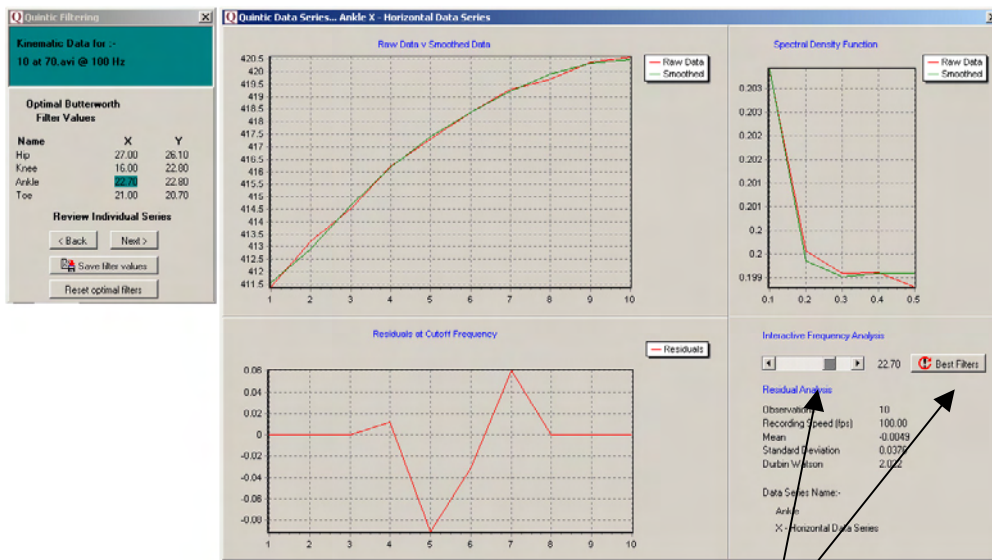 Quintic Filtering
Kinematic Data for :-
10 at 70.avi @ 100 Hz
Optimal Butterworth
Filter Values
Name X Y
Hip 27.00 26.10
Knee 16.00 22.80
Ankle 22.70 22.80
Toe 21.00 20.70
Review Individual Series
< Back Next >
Save filter values
Reset optimal filters
Quintic Data Series... Ankle X - Horizontal Data Series
Raw Data v Smoothed Data
Raw Data
Smoothed
420.5
420
419.5
419
418.5
418
417.5
417
416.5
416
415.5
415
414.5
414
413.5
413
412.5
412
411.5
1 2 3 4 5 6 7 8 9 10
Spectral Density Function
Raw Data
Smoothed
0.203
0.202
0.202
0.201
0.201
0.2
0.2
0.199
0.1 0.2 0.3 0.4 0.5
Residuals at Cutoff Frequency
Residuals
0.06
0.04
0.02
0
-0.02
-0.04
-0.06
-0.08
1 2 3 4 5 6 7 8 9 10
Interactive Frequency Analysis
22.70 Best Filters
Residual Analysis
Observations 10
Recording Speed (fps) 100.00
Mean -0.0049
Standard Deviation 0.0376
Durbin Watson 2.022
Data Series Name:-
Ankle
X - Horizontal Data Series